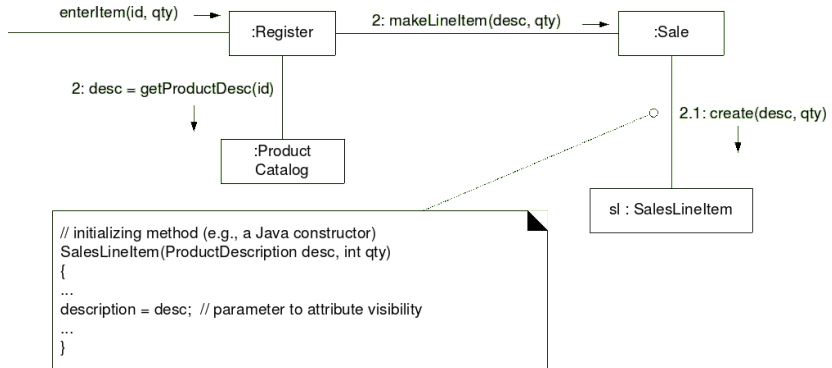 enterItem(id, qty)
:Register
2: makeLineItem(desc, qty)
:Sale
2: desc = getProductDesc(id)
2.1: create(desc, qty)
:Product
Catalog
sl : SalesLineItem
// initializing method (e.g., a Java constructor)
SalesLineItem(ProductDescription desc, int qty)
{
...
description = desc;  // parameter to attribute visibility
...
}